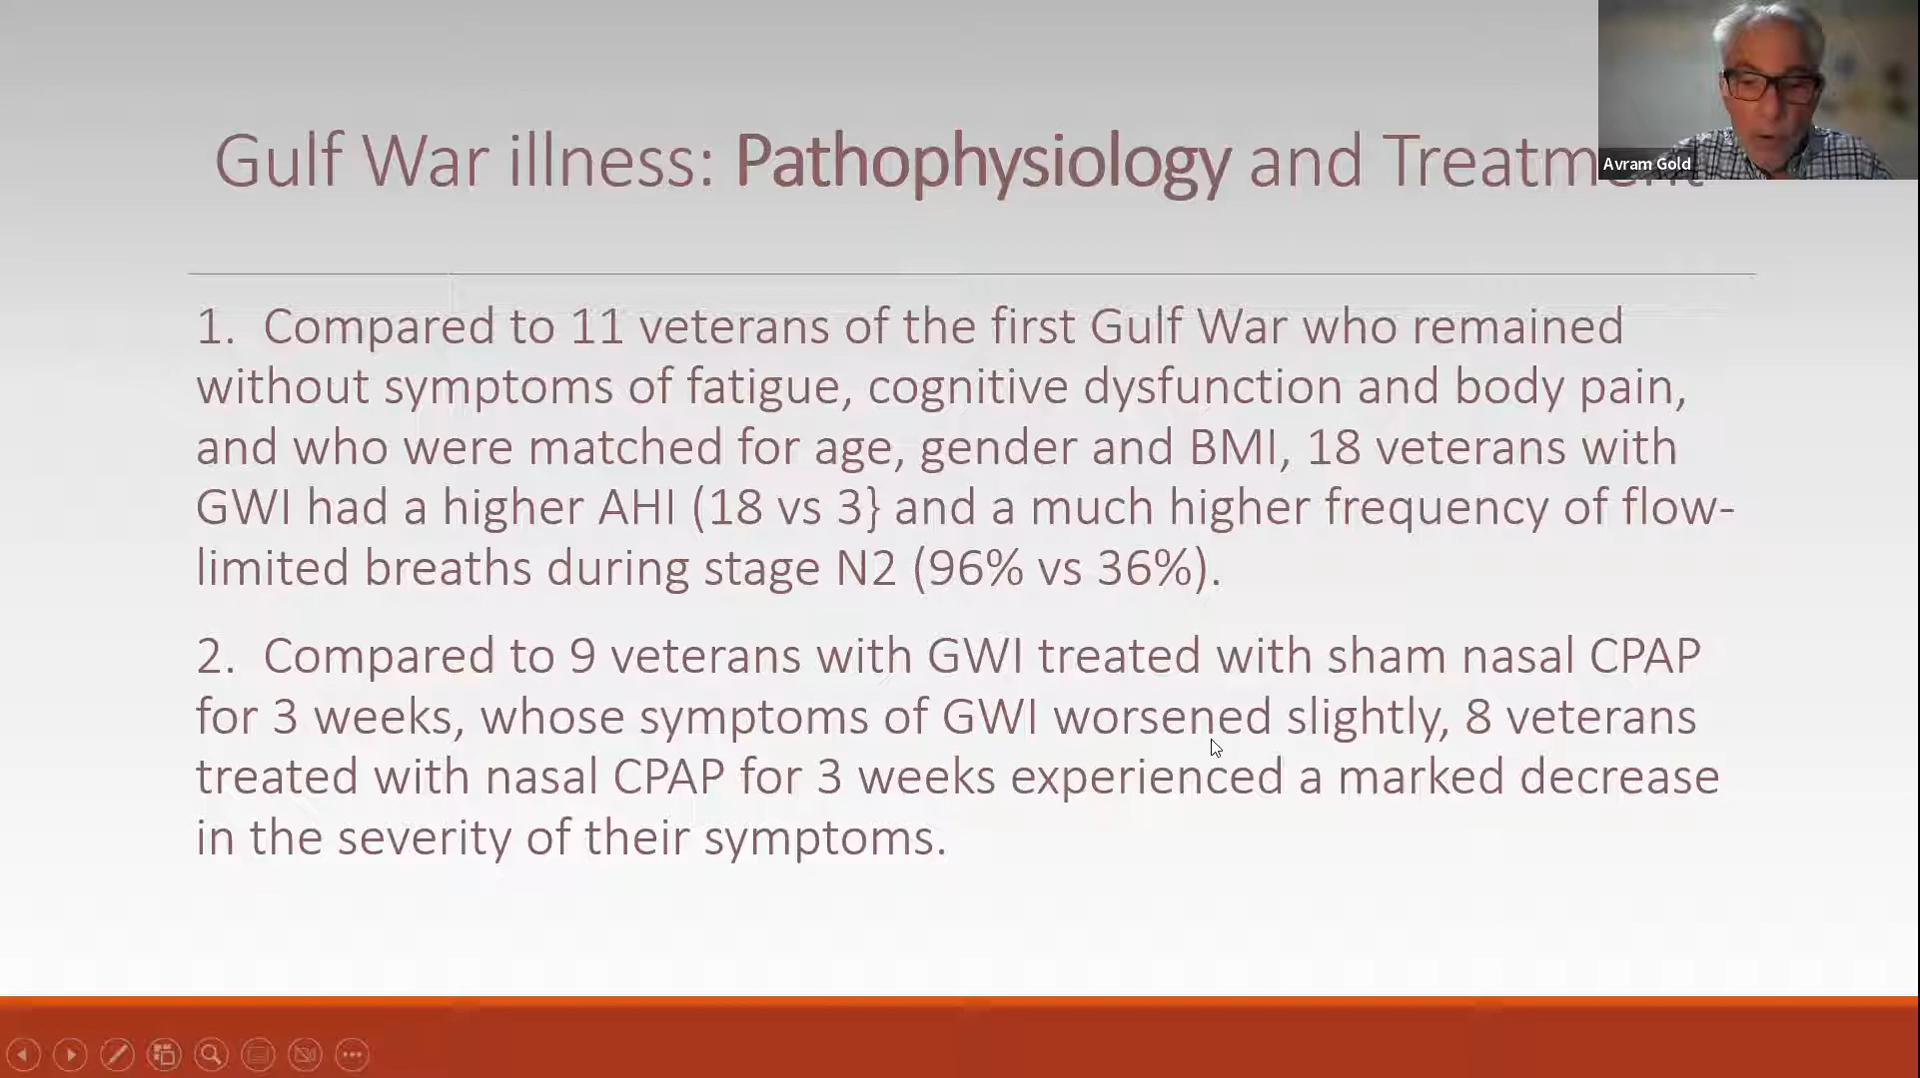 Gulf War illness: Pathophysiology and Treatment
Avram Gold
1. Compared to 11 veterans of the first Gulf War who remained
without symptoms of fatigue, cognitive dysfunction and body pain,
and who were matched for age, gender and BMI, 18 veterans with
GWI had a higher AHI (18 vs 3} and a much higher frequency of flow-
limited breaths during stage N2 (96% vs 36%).
2. Compared to 9 veterans with GWI treated with sham nasal CPAP
for 3 weeks, whose symptoms of GWI worsened slightly, 8 veterans
treated with nasal CPAP for 3 weeks experienced a marked decrease
in the severity of their symptoms.